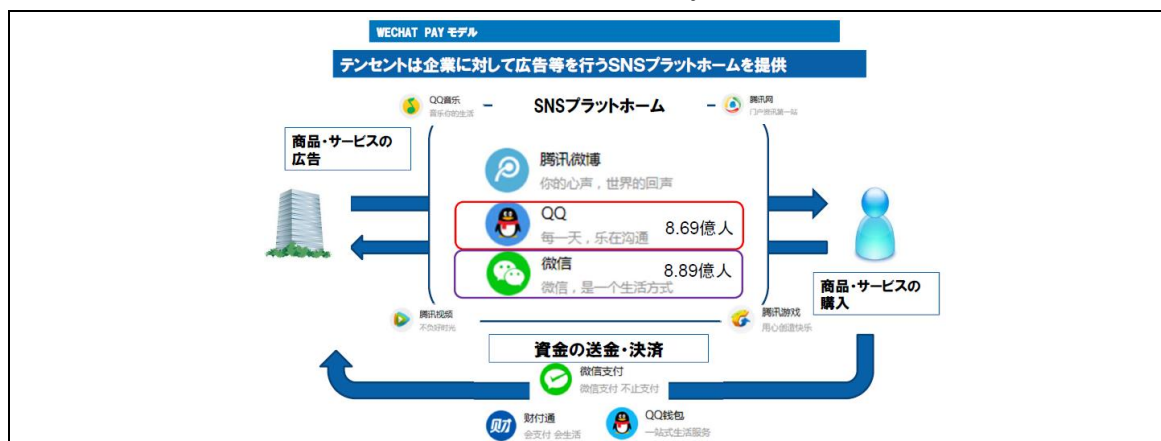 WECHAT PAY モデル
テンセントは企業に対して広告等を行うSNSプラットホームを提供
QQ音乐
音乐你的生活
SNSプラットホーム
腾讯网
门户资讯第一站
商品・サービスの
広告
腾讯微博
你的心声，世界的回声
QQ
每一天，乐在沟通
8.69億人
微信
微信，是一个生活方式
8.89億人
商品・サービスの
購入
腾讯视频
不负好时光
腾讯游戏
用心创造快乐
資金の送金・決済
微信支付
微信支付 不止支付
财付通
会支付 会生活
QQ钱包
一站式生活服务